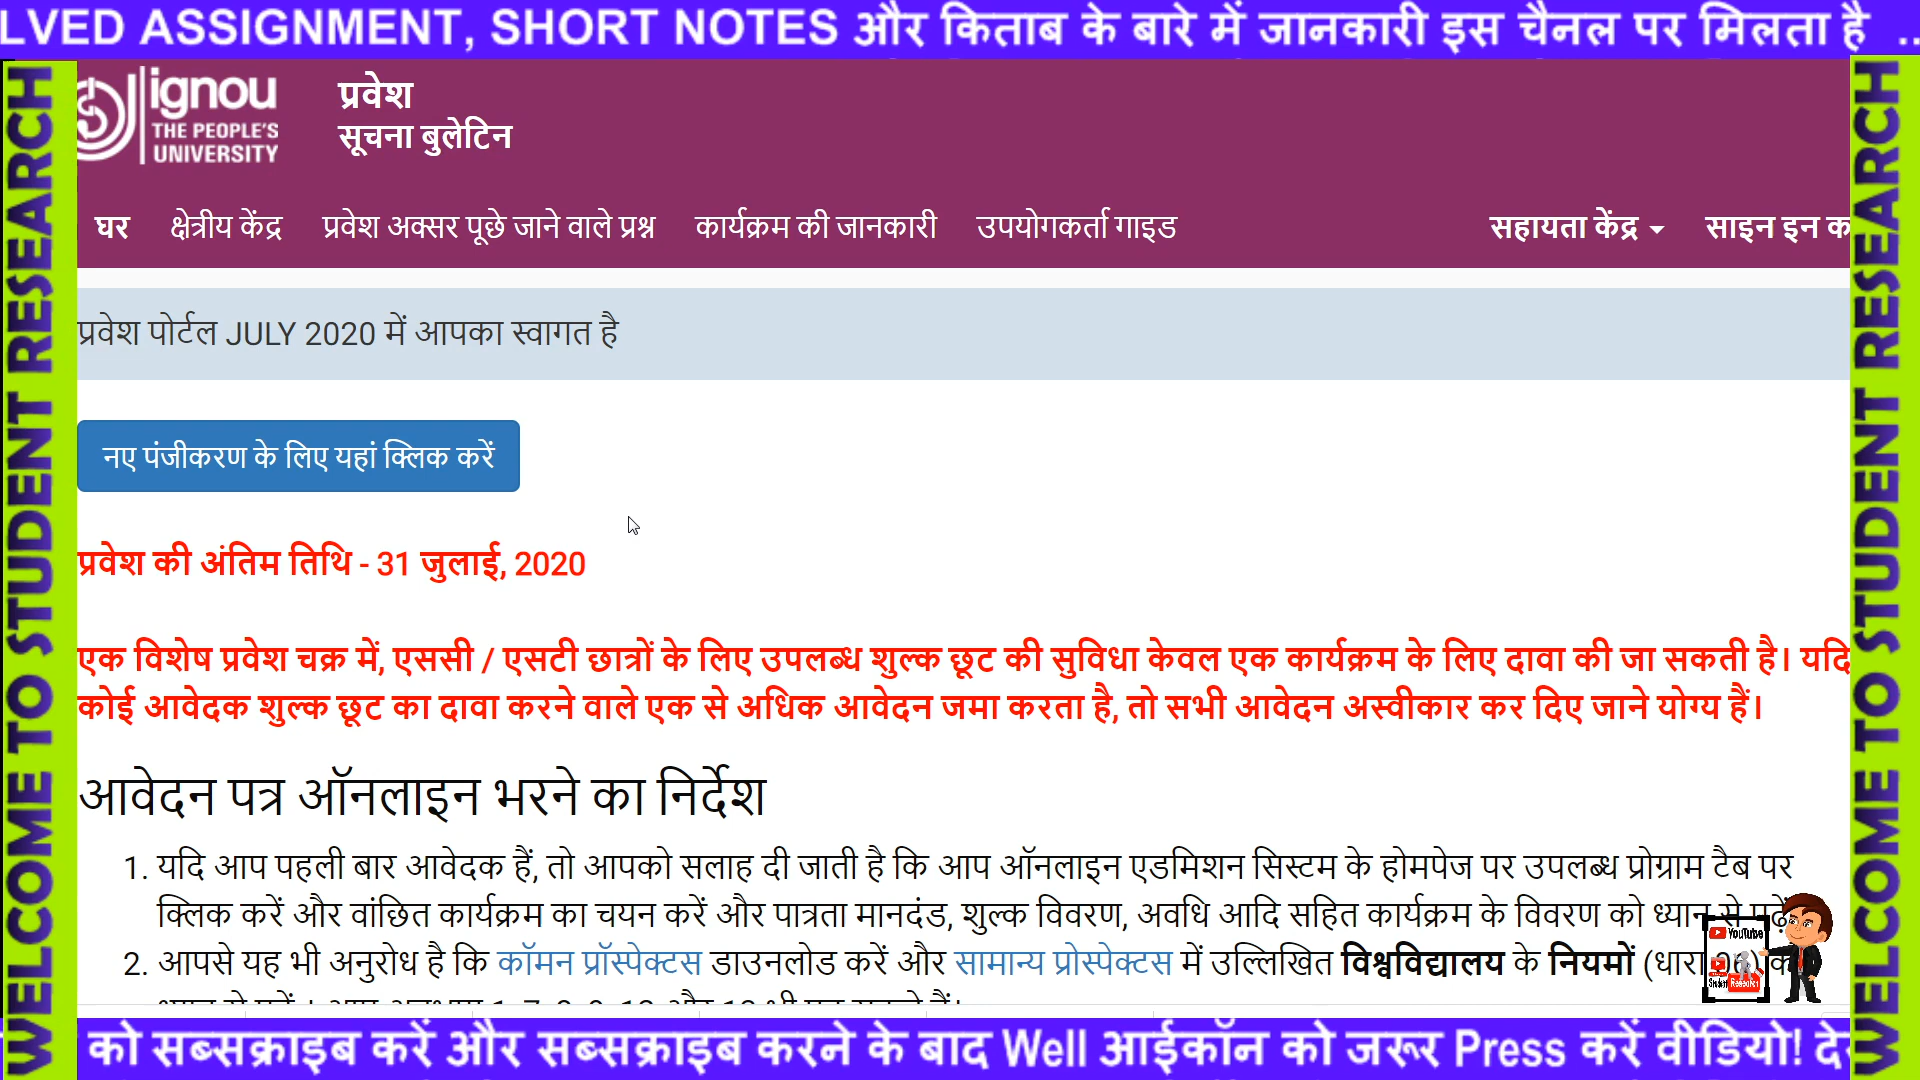 LVED ASSIGNMENT, SHORT NOTES और किताब के बारे में जानकारी इस चैनल पर मिलता है ..
WELCOME TO STUDENT RESEARCH
ignou
THE PEOPLE'S
UNIVERSITY
प्रवेश
सूचना बुलेटिन
घर क्षेत्रीय केंद्र प्रवेश अक्सर पूछे जाने वाले प्रश्न कार्यक्रम की जानकारी उपयोगकर्ता गाइड सहायता केंद्र साइन इन क
प्रवेश पोर्टल JULY 2020 में आपका स्वागत है
नए पंजीकरण के लिए यहां क्लिक करें
प्रवेश की अंतिम तिथि - 31 जुलाई, 2020
एक विशेष प्रवेश चक्र में, एससी / एसटी छात्रों के लिए उपलब्ध शुल्क छूट की सुविधा केवल एक कार्यक्रम के लिए दावा की जा सकती है। यदि
कोई आवेदक शुल्क छूट का दावा करने वाले एक से अधिक आवेदन जमा करता है, तो सभी आवेदन अस्वीकार कर दिए जाने योग्य हैं।
आवेदन पत्र ऑनलाइन भरने का निर्देश
1. यदि आप पहली बार आवेदक हैं, तो आपको सलाह दी जाती है कि आप ऑनलाइन एडमिशन सिस्टम के होमपेज पर उपलब्ध प्रोग्राम टैब पर
क्लिक करें और वांछित कार्यक्रम का चयन करें और पात्रता मानदंड, शुल्क विवरण, अवधि आदि सहित कार्यक्रम के विवरण को ध्यान से पढ़ें
2. आपसे यह भी अनुरोध है कि कॉमन प्रॉस्पेक्टस डाउनलोड करें और सामान्य प्रोस्पेक्टस में उल्लिखित विश्वविद्यालय के नियमों (धारा 06) क
YouTube
Student Research
को सब्सक्राइब करें और सब्सक्राइब करने के बाद Well आईकॉन को जरूर Press करें वीडियो! दे
WELCOME TO STUDENT RESEARCH